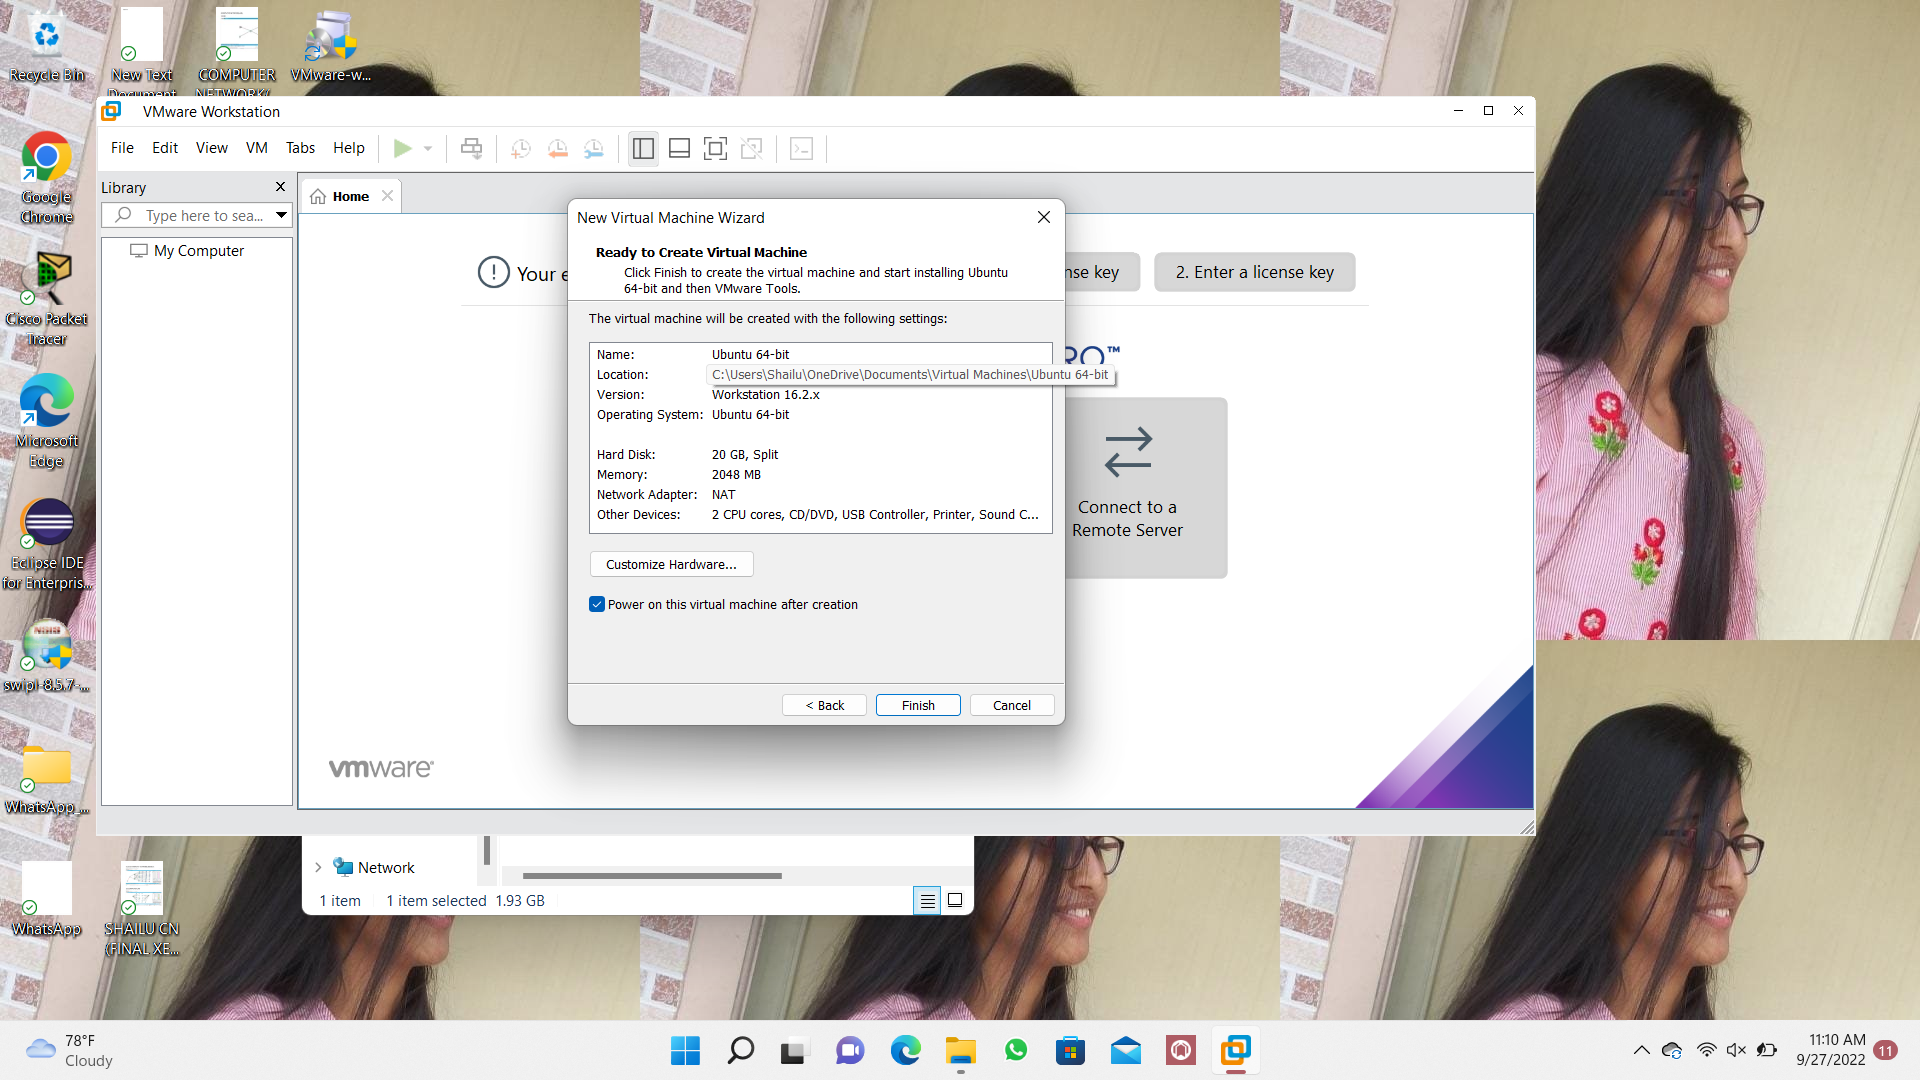 Recycle Bin
New Text
Document
COMPUTER
NETWORK/
VMware-w...
VMware Workstation
File Edit View VM Tabs Help
Library
Type here to sea...
My Computer
Home
Your e
nse key
2. Enter a license key
RO™
Connect to a
Remote Server
vmware
New Virtual Machine Wizard
Ready to Create Virtual Machine
Click Finish to create the virtual machine and start installing Ubuntu
64-bit and then VMware Tools.
The virtual machine will be created with the following settings:
Name: Ubuntu 64-bit
Location: C:\Users\Shailu\OneDrive\Documents\Virtual Machines\Ubuntu 64-bit
Version: Workstation 16.2.x
Operating System: Ubuntu 64-bit
Hard Disk: 20 GB, Split
Memory: 2048 MB
Network Adapter: NAT
Other Devices: 2 CPU cores, CD/DVD, USB Controller, Printer, Sound C...
Customize Hardware...
Power on this virtual machine after creation
< Back
Finish
Cancel
Google
Chrome
Cisco Packet
Tracer
Microsoft
Edge
Eclipse IDE
for Enterpris...
NSIS
swipl-8.5.7-...
WhatsApp_...
WhatsApp
SHAILU CN
(FINAL XE...
Network
1 item 1 item selected 1.93 GB
78°F
Cloudy
11:10 AM
9/27/2022
11